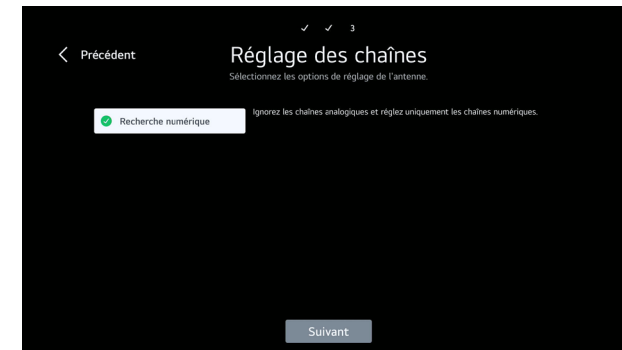 3
Précédent
Réglage des chaînes
Sélectionnez les options de réglage de l'antenne.
Recherche numérique
Ignorez les chaînes analogiques et réglez uniquement les chaînes numériques.
Suivant